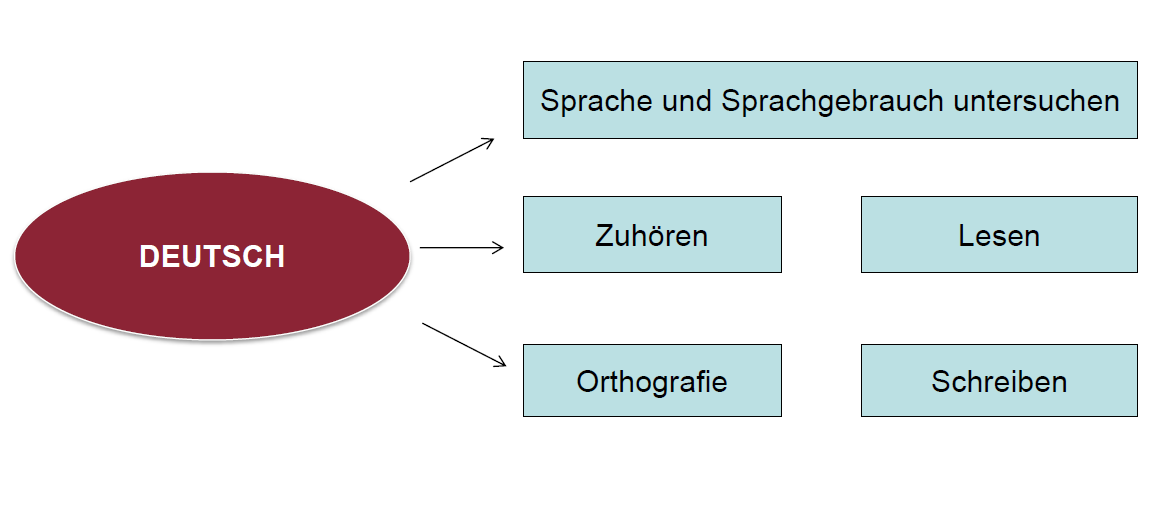 Sprache und Sprachgebrauch untersuchen
DEUTSCH
Zuhören
Lesen
Orthografie
Schreiben